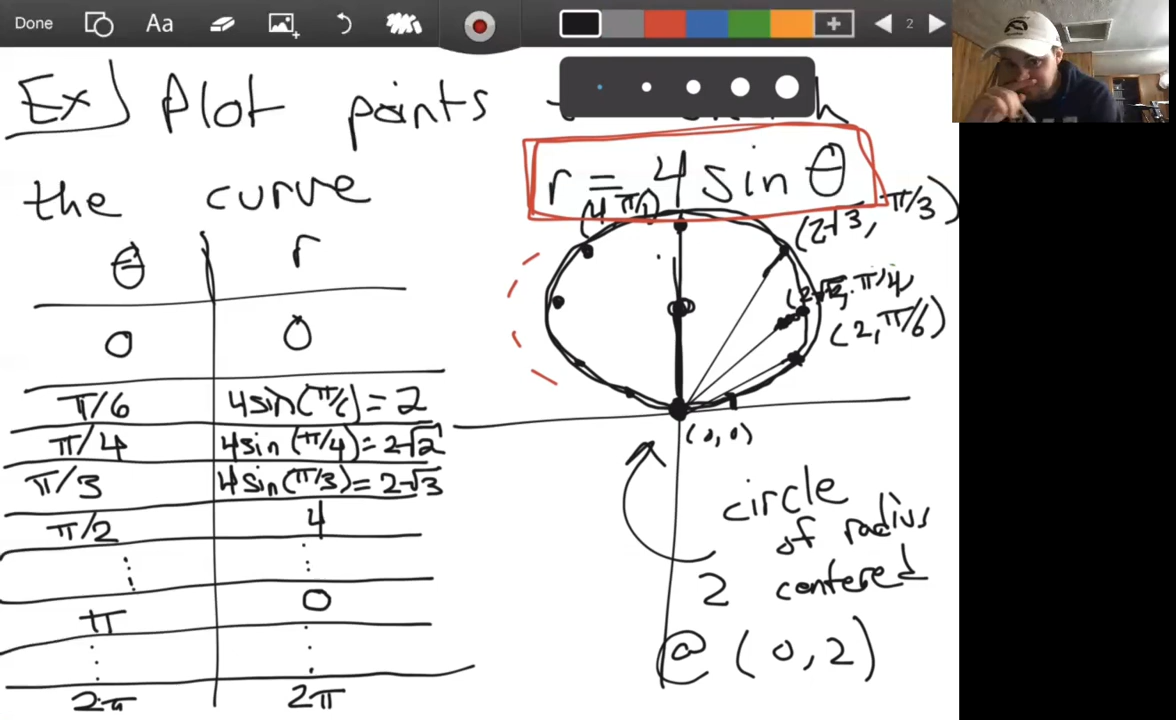 Done Aa 2
Ex) Plot points
the curve
r = 4 sin θ
θ r
0 0
π/6 4sin(π/6) = 2
π/4 4sin(π/4) = 2√2
π/3 4sin(π/3) = 2√3
π/2 4
⋮ ⋮
π 0
⋮ ⋮
2π 2π
(4, π/2)
(2√3, π/3)
(2√2, π/4)
(2, π/6)
(0,0)
circle
of radius
2 centered
@ (0,2)